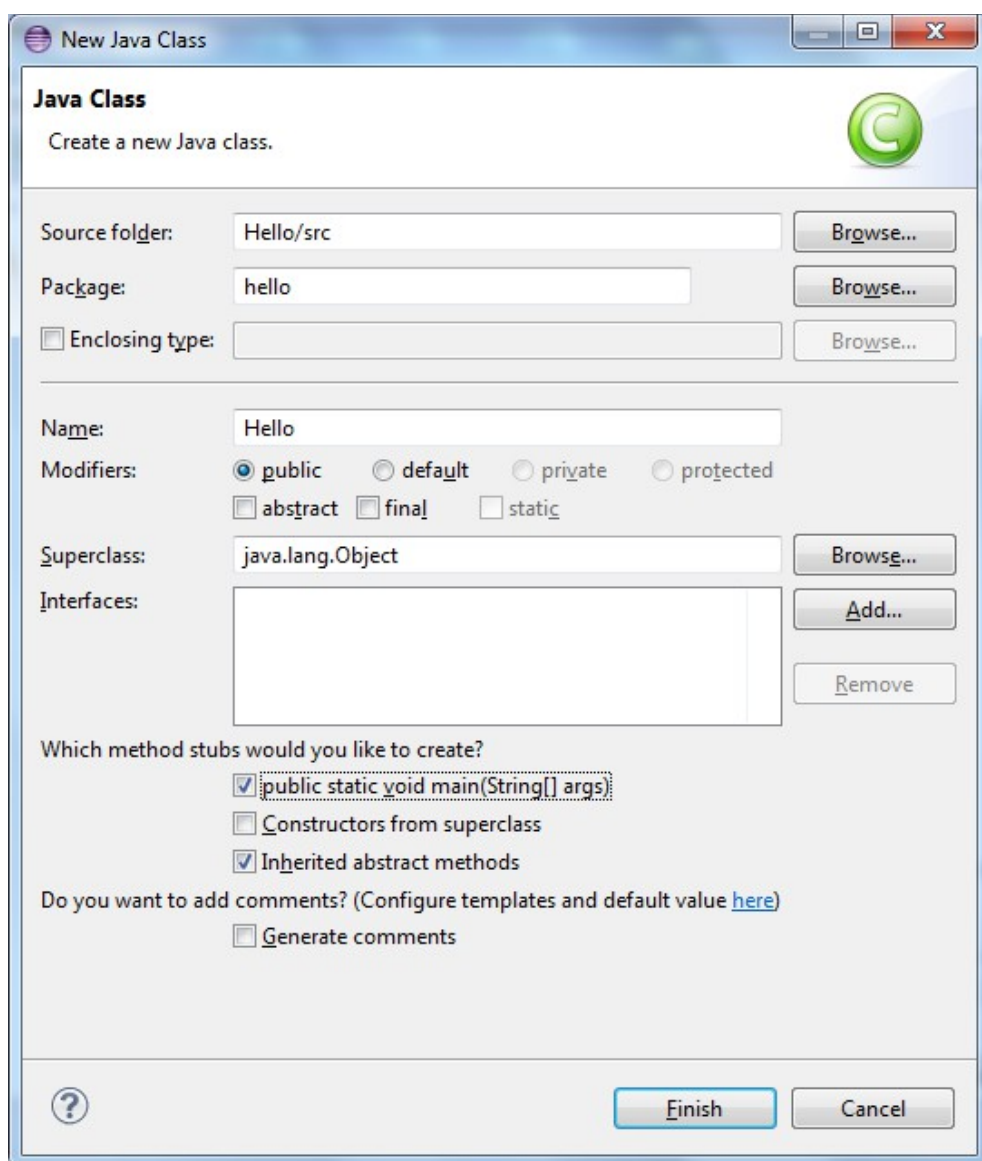 New Java Class
Java Class
Create a new Java class.
C
Source folder: Hello/src Browse...
Package: hello Browse...
Enclosing type: Browse...
Name: Hello
Modifiers: public default private protected
abstract final static
Superclass: java.lang.Object Browse...
Interfaces: Add...
Remove
Which method stubs would you like to create?
public static void main(String[] args)
Constructors from superclass
Inherited abstract methods
Do you want to add comments? (Configure templates and default value here)
Generate comments
? Finish Cancel